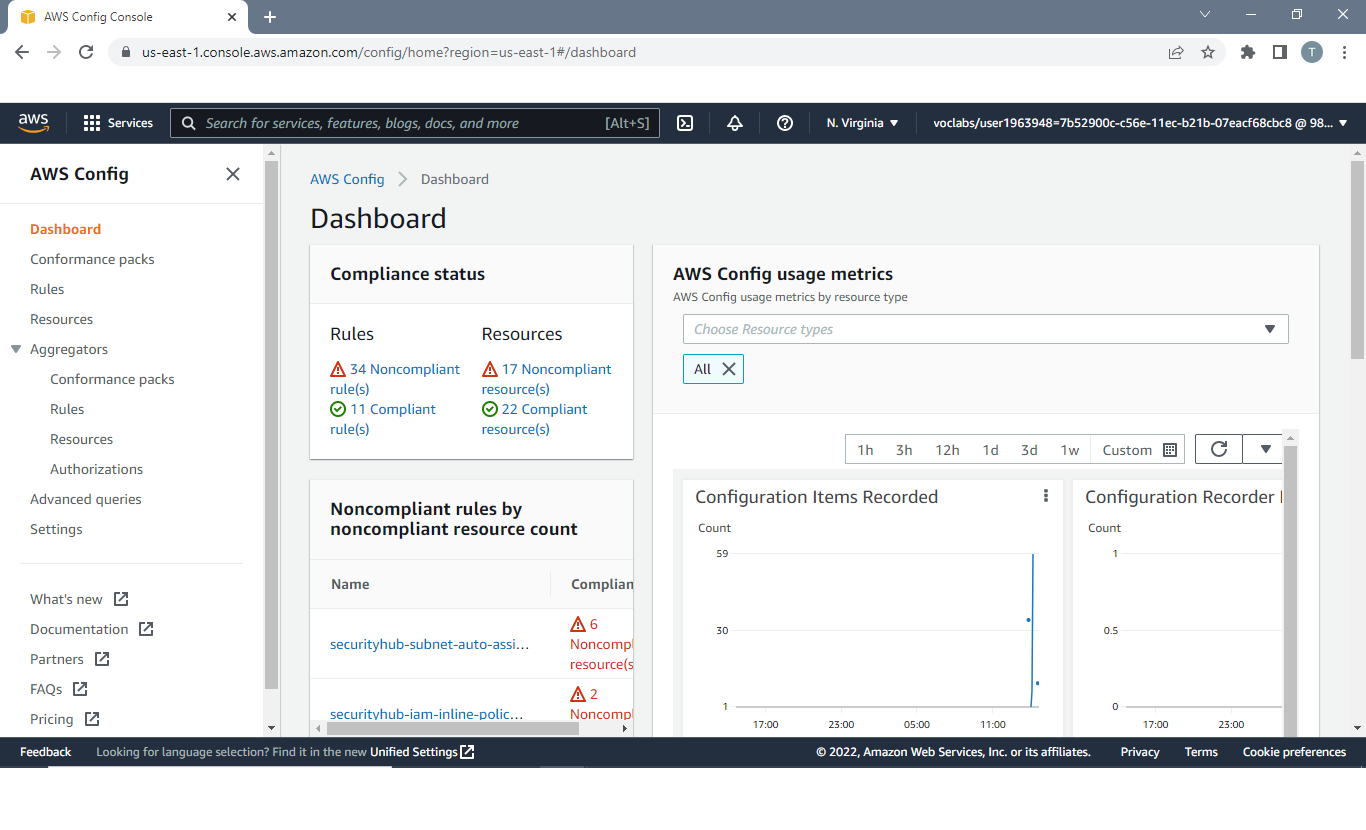 AWS Config Console
us-east-1.console.aws.amazon.com/config/home?region=us-east-1#/dashboard
T
aws
Services
Search for services, features, blogs, docs, and more [Alt+S]
N. Virginia
voclabs/user1963948=7b52900c-c56e-11ec-b21b-07eacf68cbc8 @ 98...
AWS Config
Dashboard
Conformance packs
Rules
Resources
Aggregators
Conformance packs
Rules
Resources
Authorizations
Advanced queries
Settings
What's new
Documentation
Partners
FAQs
Pricing
AWS Config > Dashboard
Dashboard
Compliance status
Rules
34 Noncompliant
rule(s)
11 Compliant
rule(s)
Resources
17 Noncompliant
resource(s)
22 Compliant
resource(s)
Noncompliant rules by
noncompliant resource count
Name Complian
securityhub-subnet-auto-assi...
6
Noncompl
resource(s
securityhub-iam-inline-polic...
2
Noncompl
AWS Config usage metrics
AWS Config usage metrics by resource type
Choose Resource types
All
1h 3h 12h 1d 3d 1w Custom
Configuration Items Recorded
Count
59
30
1
17:00 23:00 05:00 11:00
Configuration Recorder
Count
1
0.5
0
17:00 23:00
Feedback Looking for language selection? Find it in the new Unified Settings
© 2022, Amazon Web Services, Inc. or its affiliates. Privacy Terms Cookie preferences